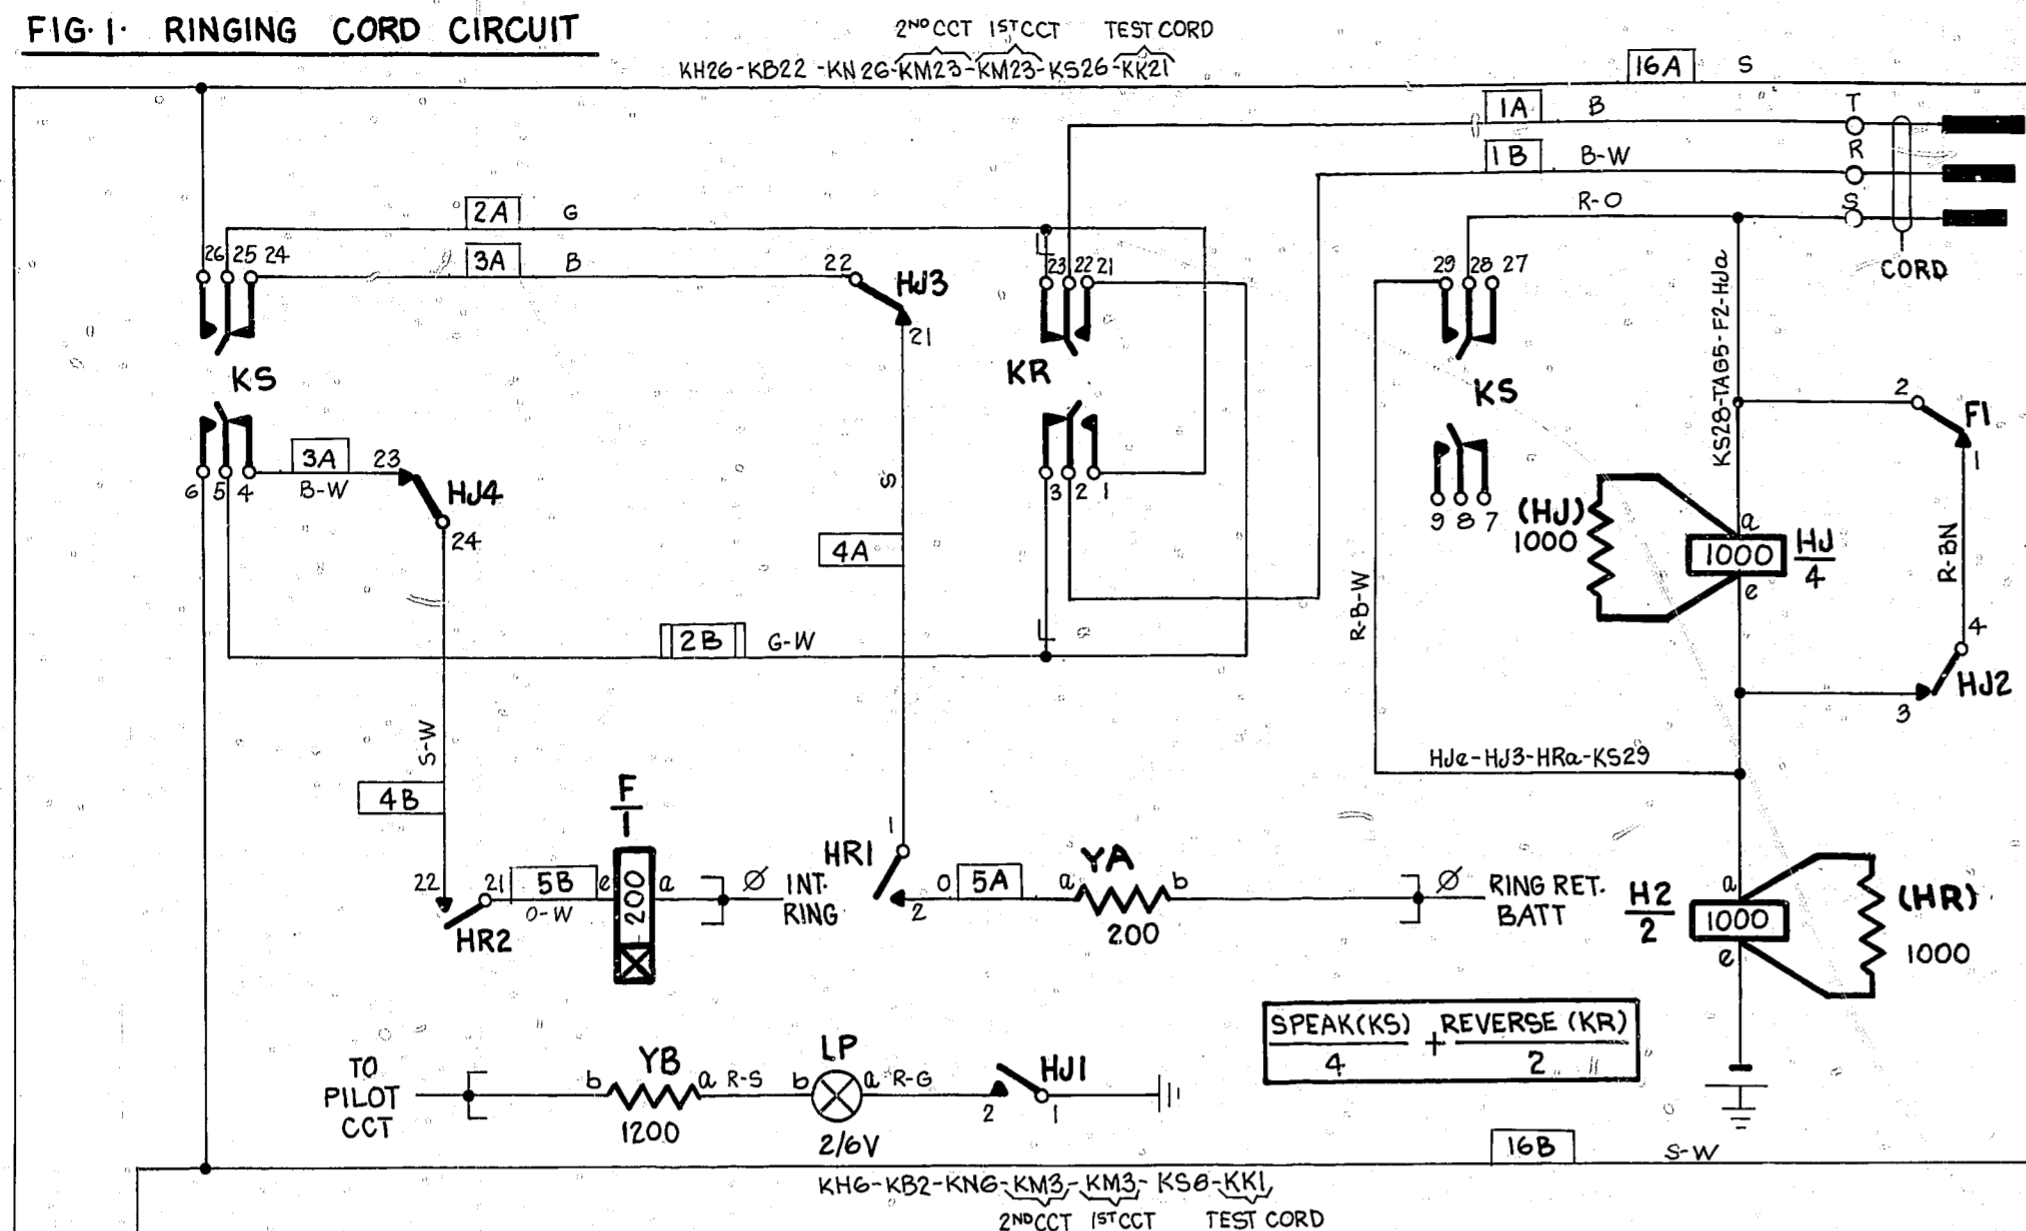 FIG. 1. RINGING CORD CIRCUIT
2ND CCT 1ST CCT TEST CORD
KH26-KB22-KN26-KM23-KM23-KS26-KK21
16A S
1A B T
1B B-W R
R-O S
CORD
2A G
3A B
26 25 24
22 HJ3
21
23 22 21
29 28 27
KS
KR
KS
KS28-TAG5-F2-HJa
2 F1
1
3A 23
B-W
6 5 4
HJ4
24
S
3 2 1
9 8 7
(HJ)
1000
a
1000
HJ
4
e
R-BN
4A
R-B-W
4
HJ2
3
2B G-W
S-W
HJe-HJ3-HRa-KS29
4B
F
1
1
HR1
22 21 5B e 200 a Ø INT.
RING
O-W
HR2
2 O 5A a YA b
200
Ø RING RET.
BATT
H2
2
a
1000
e
(HR)
1000
SPEAK(KS) + REVERSE (KR)
4 2
TO
PILOT
CCT
b YB a R-S b LP a R-G
1200
2/6V
2 HJ1 1
16B S-W
KH6-KB2-KN6-KM3-KM3-KS6-KK1
2ND CCT 1ST CCT TEST CORD